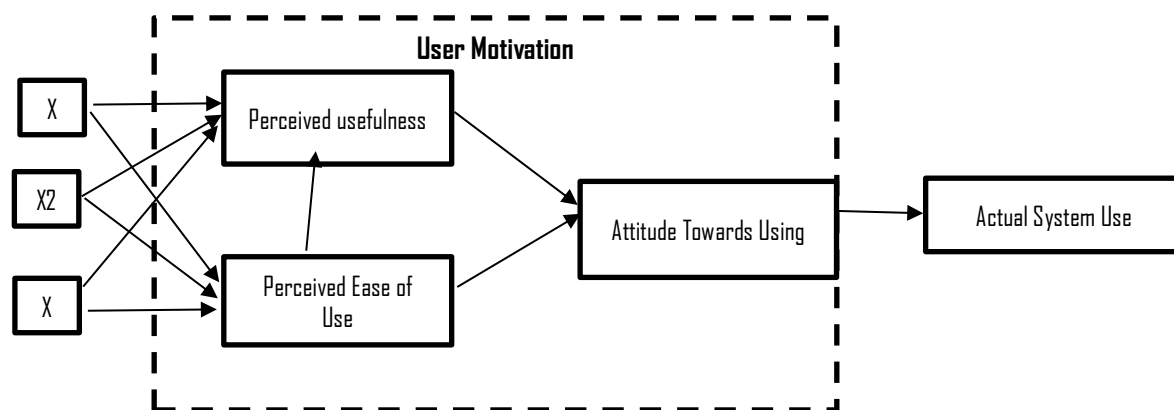 User Motivation
X
Perceived usefulness
X2
Attitude Towards Using
Actual System Use
X
Perceived Ease of
Use